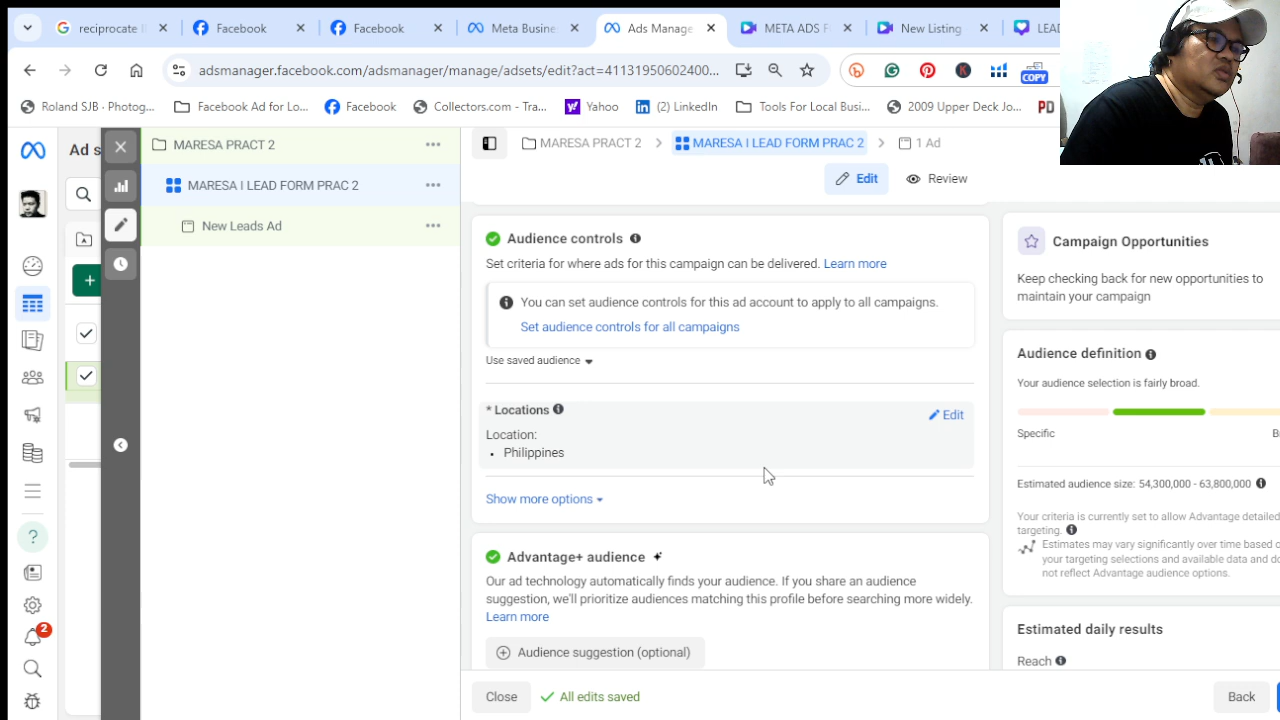 reciprocate
Facebook
Facebook
Meta Busine
Ads Manage
META ADS F
New Listing
LEAD
adsmanager.facebook.com/adsmanager/manage/adsets/edit?act=41131950602400...
COPY
Roland SJB - Photog...
Facebook Ad for Lo...
Facebook
Collectors.com - Tra...
Yahoo
(2) LinkedIn
Tools For Local Busi...
2009 Upper Deck Jo...
PD
Ad s
MARESA PRACT 2
MARESA I LEAD FORM PRAC 2
New Leads Ad
MARESA PRACT 2
MARESA I LEAD FORM PRAC 2
1 Ad
Edit
Review
Audience controls
Set criteria for where ads for this campaign can be delivered. Learn more
You can set audience controls for this ad account to apply to all campaigns.
Set audience controls for all campaigns
Use saved audience
* Locations
Edit
Location:
• Philippines
Show more options
Advantage+ audience
Our ad technology automatically finds your audience. If you share an audience
suggestion, we'll prioritize audiences matching this profile before searching more widely.
Learn more
Audience suggestion (optional)
Close
All edits saved
Back
Campaign Opportunities
Keep checking back for new opportunities to
maintain your campaign
Audience definition
Your audience selection is fairly broad.
Specific
B
Estimated audience size: 54,300,000 - 63,800,000
Your criteria is currently set to allow Advantage detailed
targeting.
Estimates may vary significantly over time based o
your targeting selections and available data and do
not reflect Advantage audience options.
Estimated daily results
Reach
2